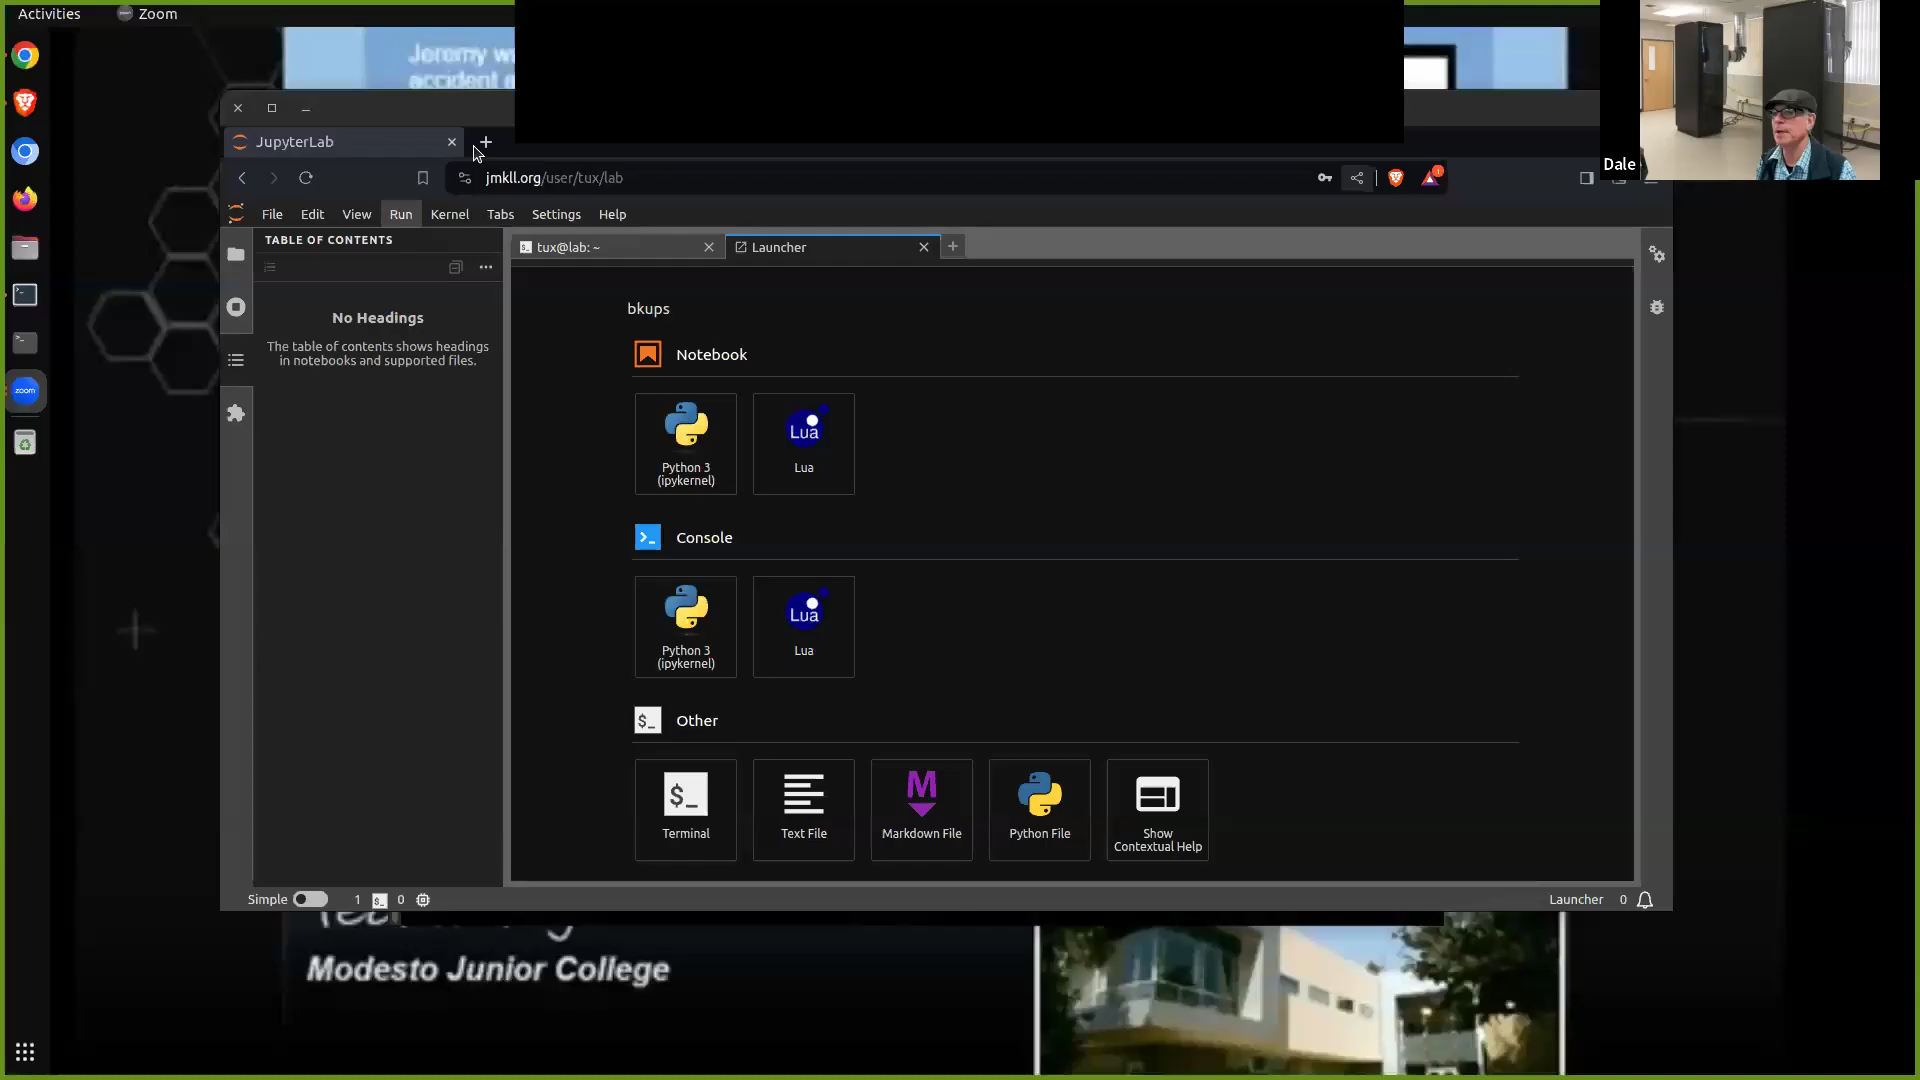 Activities
Zoom
Jeremy
accident
Dale
JupyterLab
jmkll.org/user/tux/lab
File Edit View Run Kernel Tabs Settings Help
TABLE OF CONTENTS
No Headings
The table of contents shows headings
in notebooks and supported files.
tux@lab: ~
Launcher
bkups
Notebook
Python 3
(ipykernel)
Lua
Lua
Console
Python 3
(ipykernel)
Lua
Lua
Other
$_
Terminal
Text File
M
Markdown File
Python File
Show
Contextual Help
Simple
1
$_
0
Launcher
0
zoom
Modesto Junior College